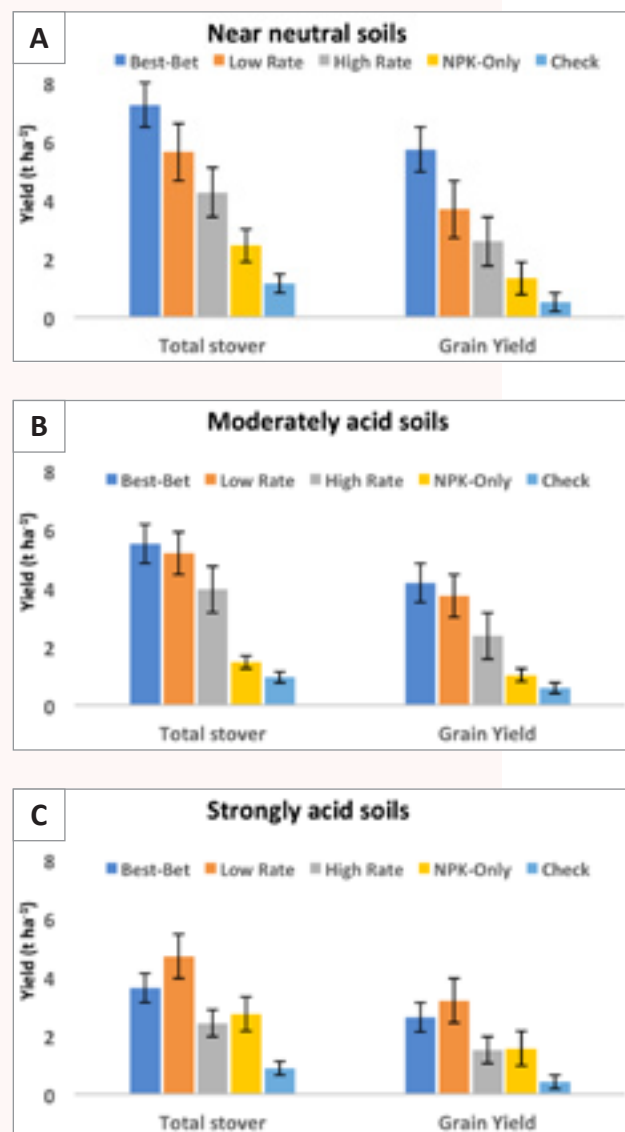 A
Near neutral soils
Best-Bet Low Rate High Rate NPK-Only Check
Yield (t ha⁻¹)
8
6
4
2
0
Total stover Grain Yield
B
Moderately acid soils
8
Best-Bet Low Rate High Rate NPK-Only Check
Yield (t ha⁻¹)
6
4
2
0
Total stover Grain Yield
C
Strongly acid soils
8
Best-Bet Low Rate High Rate NPK-Only Check
Yield (t ha⁻¹)
6
4
2
0
Total stover Grain Yield